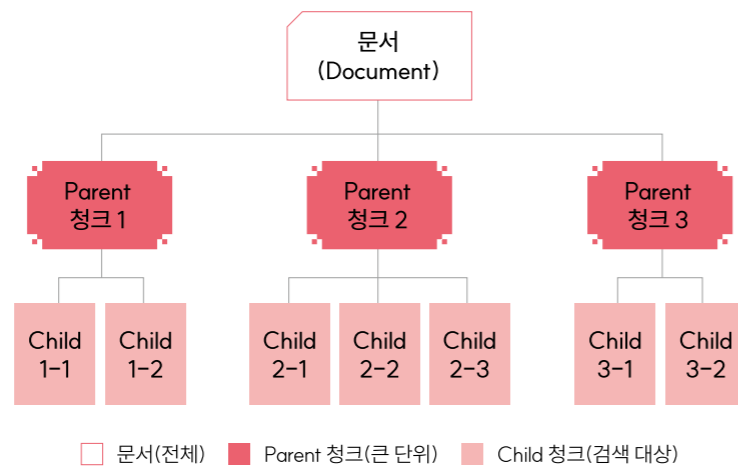 문서
(Document)
Parent
청크 1
Parent
청크 2
Parent
청크 3
Child
1-1
Child
1-2
Child
2-1
Child
2-2
Child
2-3
Child
3-1
Child
3-2
문서(전체)
Parent 청크(큰 단위)
Child 청크(검색 대상)